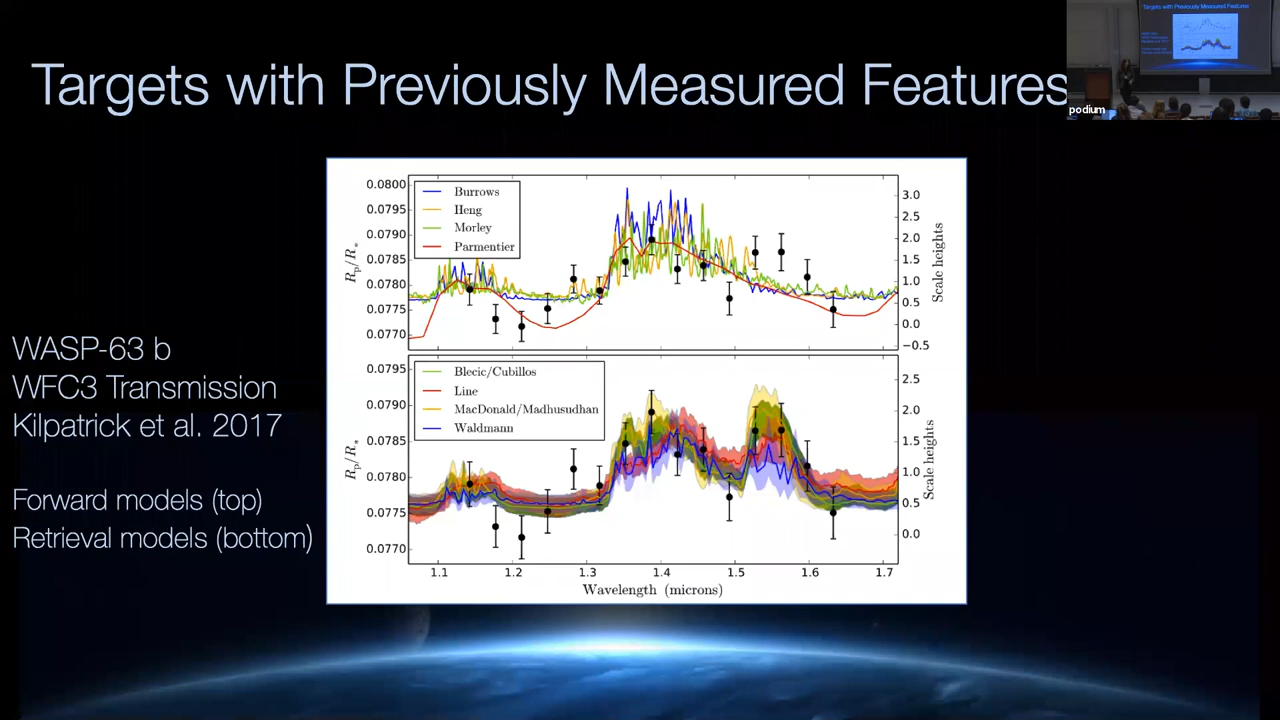 Targets with Previously Measured Features
Targets with Previously Measured Features
podium
WASP-63 b
WFC3 Transmission
Kilpatrick et al. 2017
Forward models (top)
Retrieval models (bottom)
0.0800
0.0795
0.0790
0.0785
0.0780
0.0775
0.0770
Rp/R*
Burrows
Heng
Morley
Parmentier
3.0
2.5
2.0
1.5
1.0
0.5
0.0
−0.5
Scale heights
0.0795
0.0790
0.0785
0.0780
0.0775
0.0770
Rp/R*
Blecic/Cubillos
Line
MacDonald/Madhusudhan
Waldmann
2.5
2.0
1.5
1.0
0.5
0.0
Scale heights
1.1 1.2 1.3 1.4 1.5 1.6 1.7
Wavelength (microns)